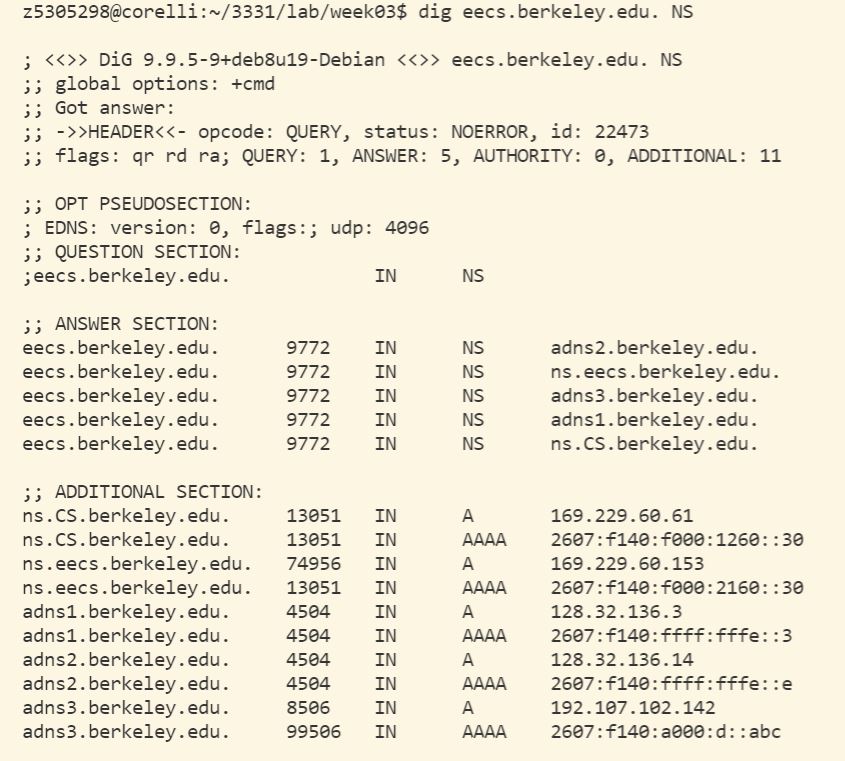 z5305298@corelli:~/3331/lab/week03$ dig eecs.berkeley.edu. NS
; <<>> DiG 9.9.5-9+deb8u19-Debian <<>> eecs.berkeley.edu. NS
;; global options: +cmd
;; Got answer:
;; ->>HEADER<<- opcode: QUERY, status: NOERROR, id: 22473
;; flags: qr rd ra; QUERY: 1, ANSWER: 5, AUTHORITY: 0, ADDITIONAL: 11
;; OPT PSEUDOSECTION:
; EDNS: version: 0, flags:; udp: 4096
;; QUESTION SECTION:
;eecs.berkeley.edu. IN NS
;; ANSWER SECTION:
eecs.berkeley.edu. 9772 IN NS adns2.berkeley.edu.
eecs.berkeley.edu. 9772 IN NS ns.eecs.berkeley.edu.
eecs.berkeley.edu. 9772 IN NS adns3.berkeley.edu.
eecs.berkeley.edu. 9772 IN NS adns1.berkeley.edu.
eecs.berkeley.edu. 9772 IN NS ns.CS.berkeley.edu.
;; ADDITIONAL SECTION:
ns.CS.berkeley.edu. 13051 IN A 169.229.60.61
ns.CS.berkeley.edu. 13051 IN AAAA 2607:f140:f000:1260::30
ns.eecs.berkeley.edu. 74956 IN A 169.229.60.153
ns.eecs.berkeley.edu. 13051 IN AAAA 2607:f140:f000:2160::30
adns1.berkeley.edu. 4504 IN A 128.32.136.3
adns1.berkeley.edu. 4504 IN AAAA 2607:f140:ffff:fffe::3
adns2.berkeley.edu. 4504 IN A 128.32.136.14
adns2.berkeley.edu. 4504 IN AAAA 2607:f140:ffff:fffe::e
adns3.berkeley.edu. 8506 IN A 192.107.102.142
adns3.berkeley.edu. 99506 IN AAAA 2607:f140:a000:d::abc